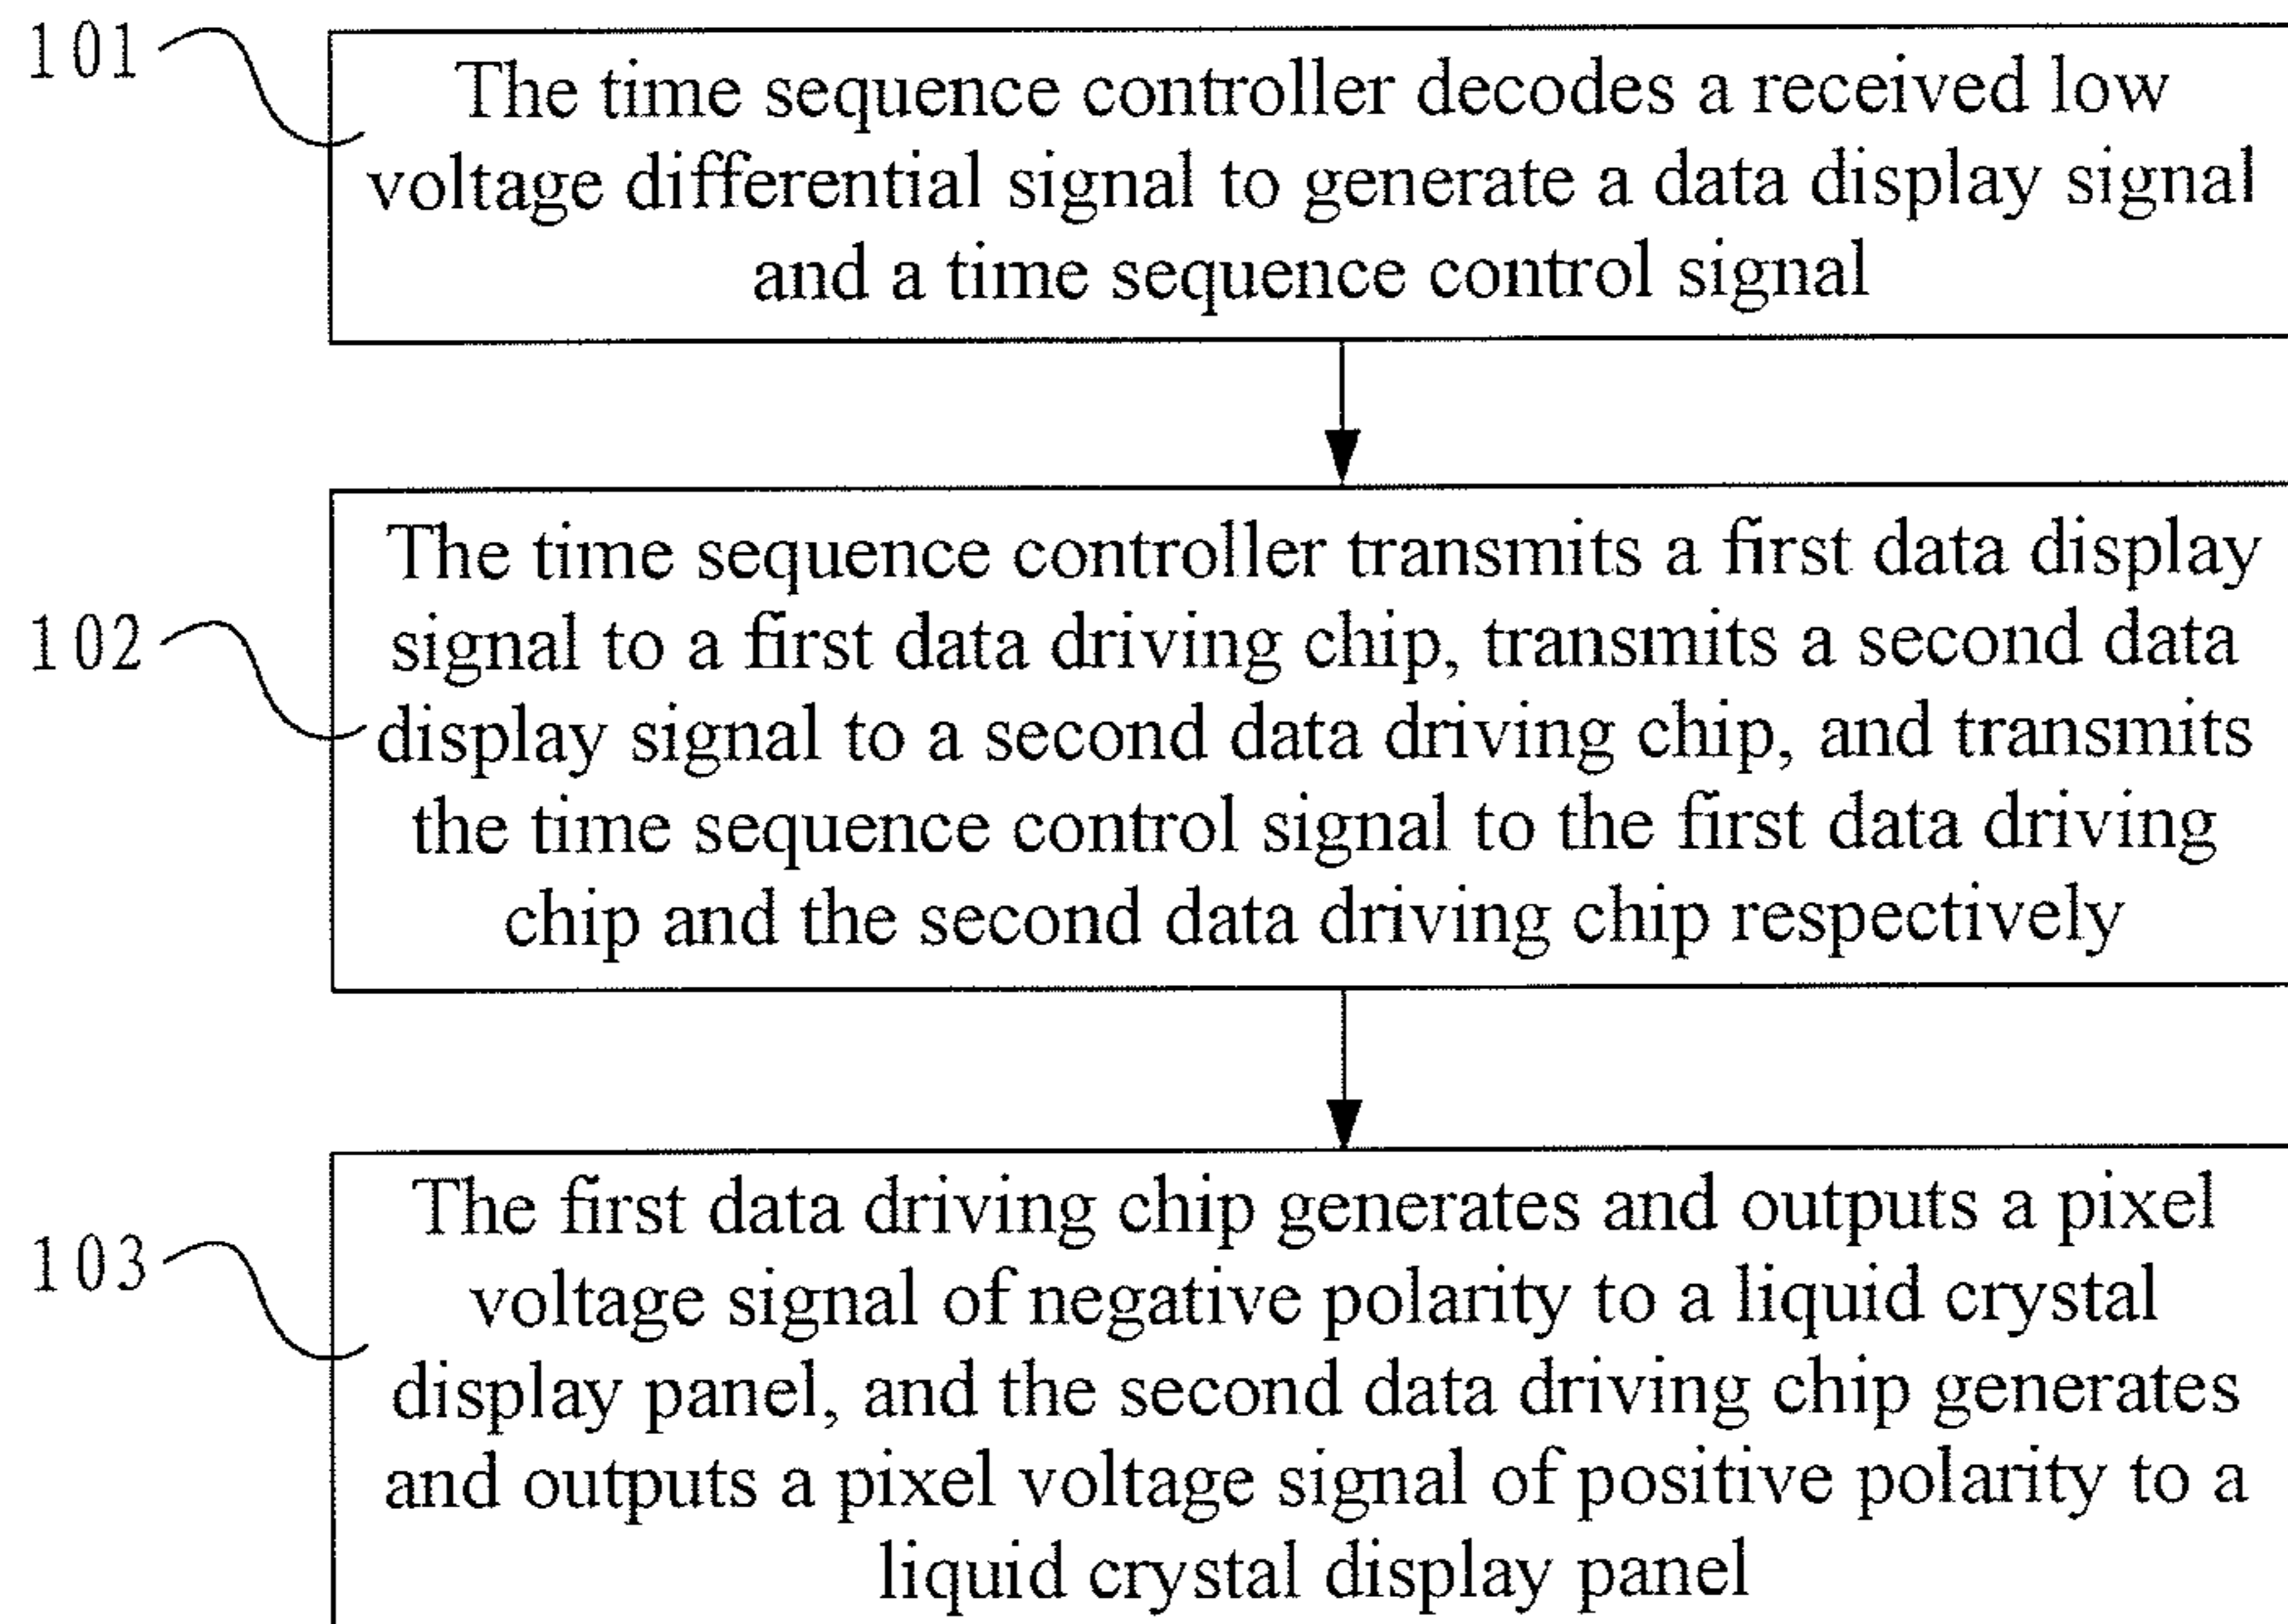 101
The time sequence controller decodes a received low
voltage differential signal to generate a data display signal
and a time sequence control signal
102
The time sequence controller transmits a first data display
signal to a first data driving chip, transmits a second data
display signal to a second data driving chip, and transmits
the time sequence control signal to the first data driving
chip and the second data driving chip respectively
103
The first data driving chip generates and outputs a pixel
voltage signal of negative polarity to a liquid crystal
display panel, and the second data driving chip generates
and outputs a pixel voltage signal of positive polarity to a
liquid crystal display panel